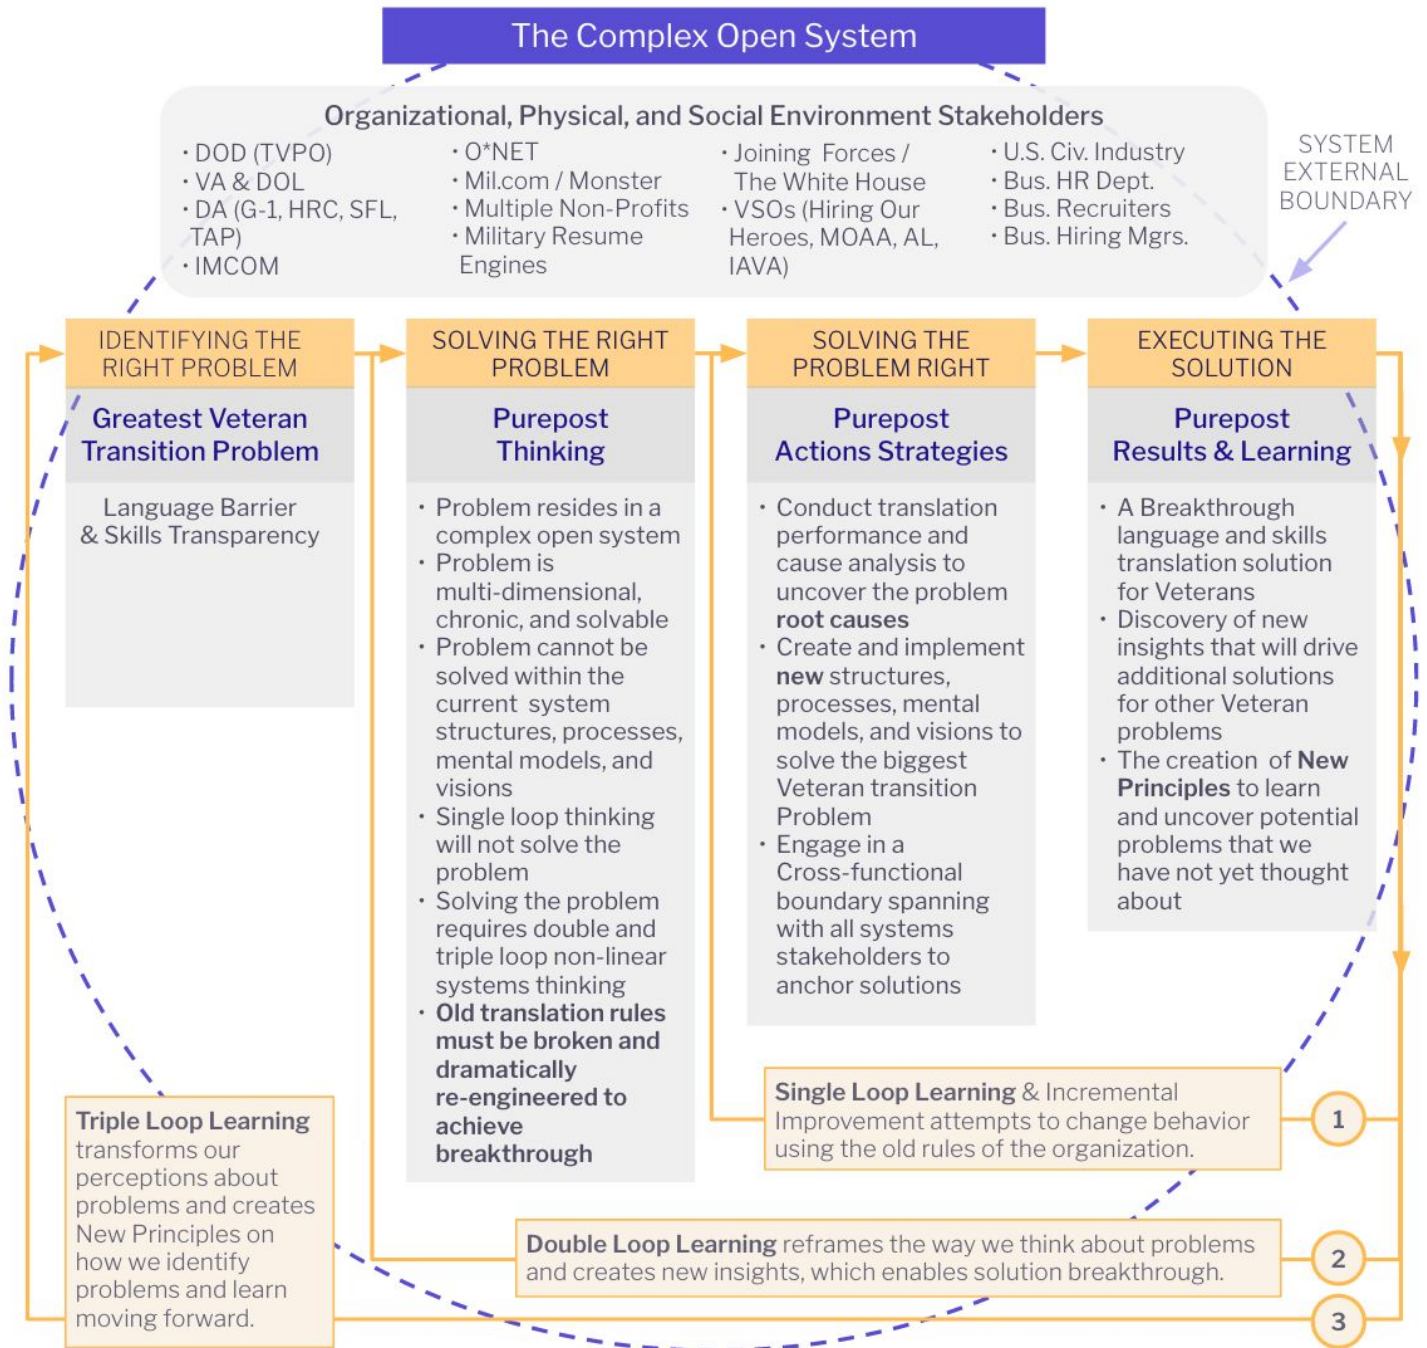 The Complex Open System
Organizational, Physical, and Social Environment Stakeholders
· DOD (TVPO)
· VA & DOL
· DA (G-1, HRC, SFL,
TAP)
· IMCOM
· O*NET
· Mil.com / Monster
· Multiple Non-Profits
· Military Resume
Engines
· Joining Forces /
The White House
· VSOs (Hiring Our
Heroes, MOAA, AL,
IAVA)
· U.S. Civ. Industry
· Bus. HR Dept.
· Bus. Recruiters
· Bus. Hiring Mgrs.
SYSTEM
EXTERNAL
BOUNDARY
IDENTIFYING THE
RIGHT PROBLEM
Greatest Veteran
Transition Problem
Language Barrier
& Skills Transparency
SOLVING THE RIGHT
PROBLEM
Purepost
Thinking
· Problem resides in a
complex open system
· Problem is
multi-dimensional,
chronic, and solvable
· Problem cannot be
solved within the
current system
structures, processes,
mental models, and
visions
· Single loop thinking
will not solve the
problem
· Solving the problem
requires double and
triple loop non-linear
systems thinking
· Old translation rules
must be broken and
dramatically
re-engineered to
achieve
breakthrough
SOLVING THE
PROBLEM RIGHT
Purepost
Actions Strategies
· Conduct translation
performance and
cause analysis to
uncover the problem
root causes
· Create and implement
new structures,
processes, mental
models, and visions to
solve the biggest
Veteran transition
Problem
· Engage in a
Cross-functional
boundary spanning
with all systems
stakeholders to
anchor solutions
EXECUTING THE
SOLUTION
Purepost
Results & Learning
· A Breakthrough
language and skills
translation solution
for Veterans
· Discovery of new
insights that will drive
additional solutions
for other Veteran
problems
· The creation of New
Principles to learn
and uncover potential
problems that we
have not yet thought
about
Single Loop Learning & Incremental
Improvement attempts to change behavior
using the old rules of the organization.
1
Double Loop Learning reframes the way we think about problems
and creates new insights, which enables solution breakthrough.
2
Triple Loop Learning
transforms our
perceptions about
problems and creates
New Principles on
how we identify
problems and learn
moving forward.
3